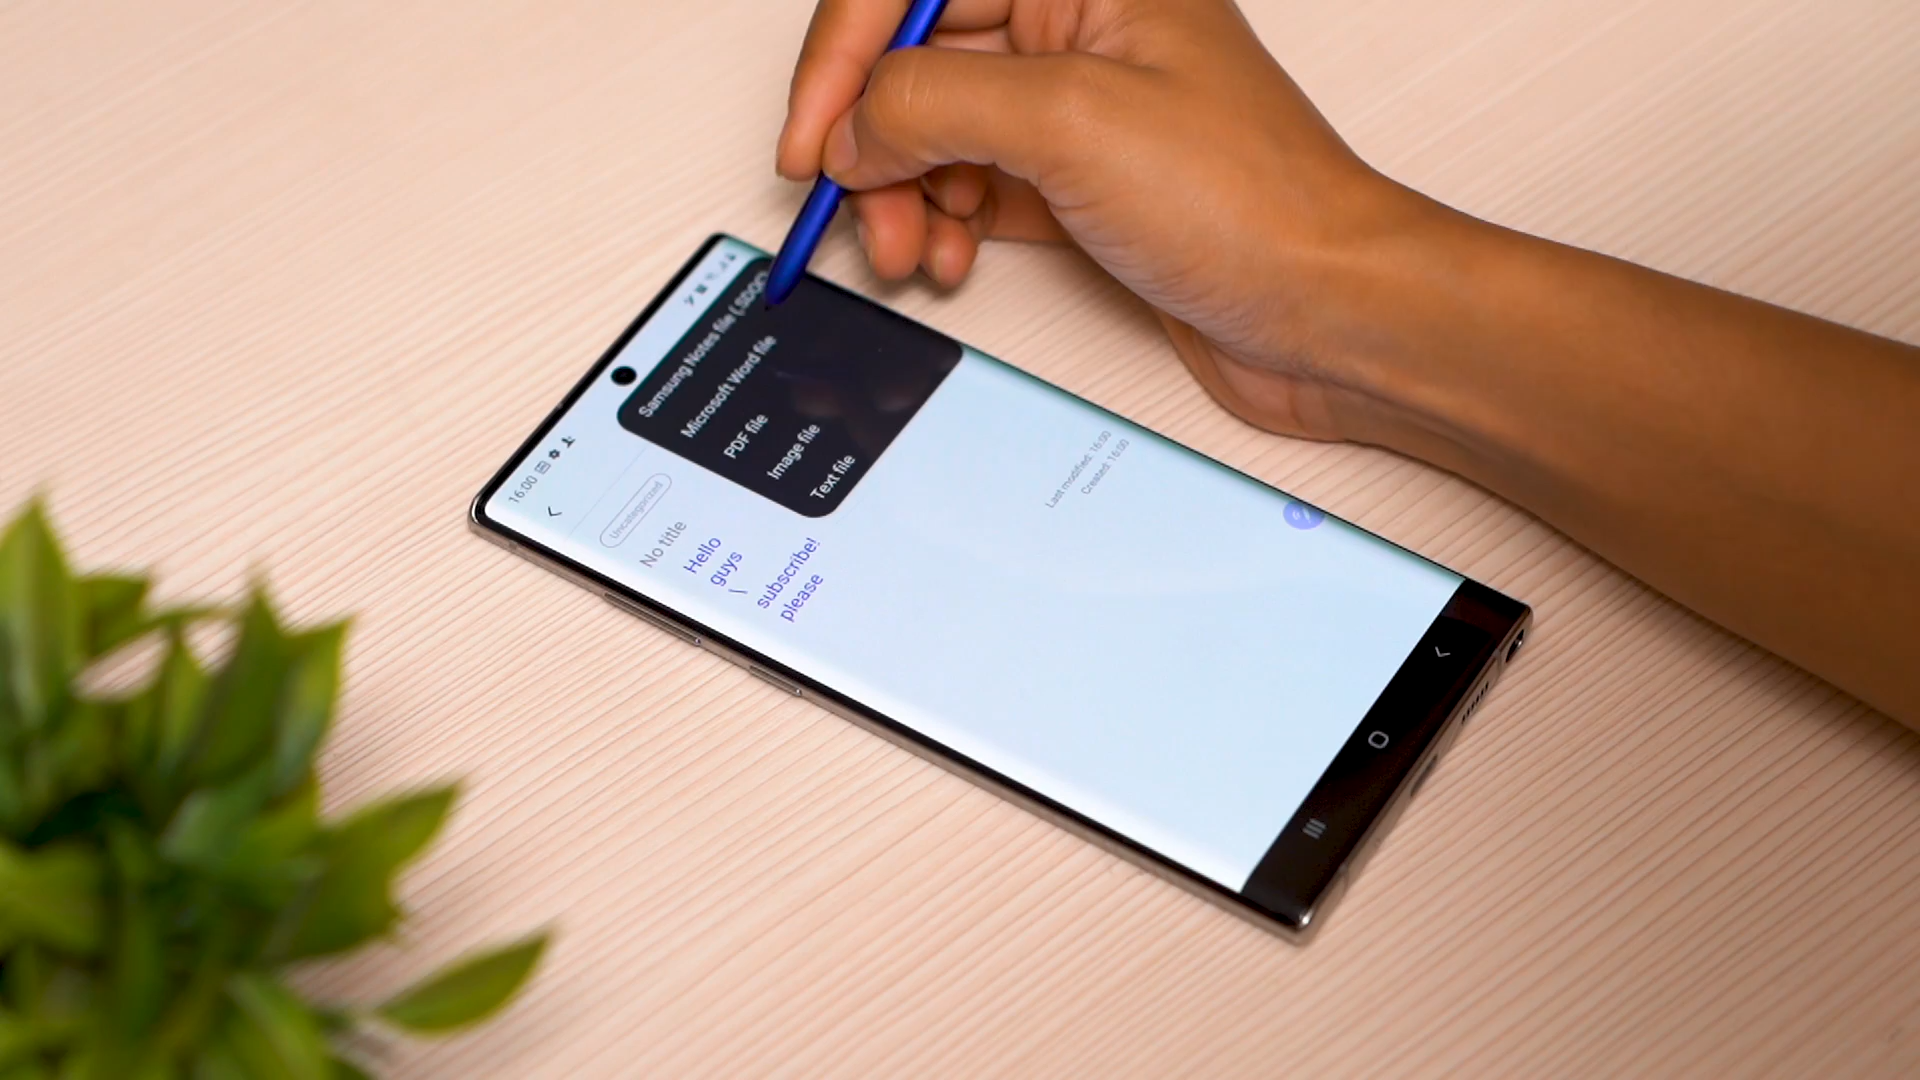 16:00
Samsung Notes file (.SDOC)
Microsoft Word file
PDF file
Image file
Text file
Uncategorized
No title
Hello
guys
\
subscribe!
please
Last modified: 16:00
Created: 16:00